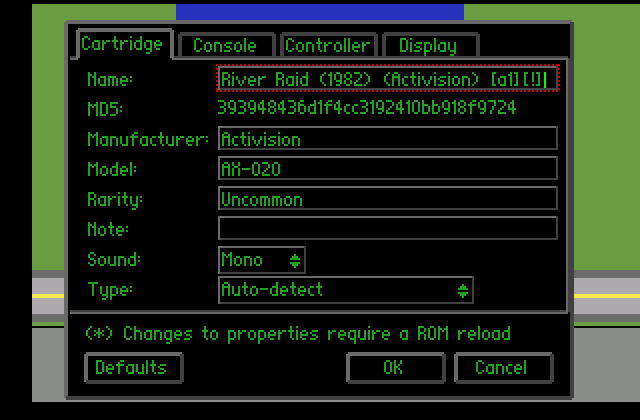 Cartridge Console Controller Display
Name: River Raid (1982) (Activision) [a1][!]
MD5: 393948436d1f4cc3192410bb918f9724
Manufacturer: Activision
Model: AX-020
Rarity: Uncommon
Note:
Sound: Mono
Type: Auto-detect
(*) Changes to properties require a ROM reload
Defaults OK Cancel